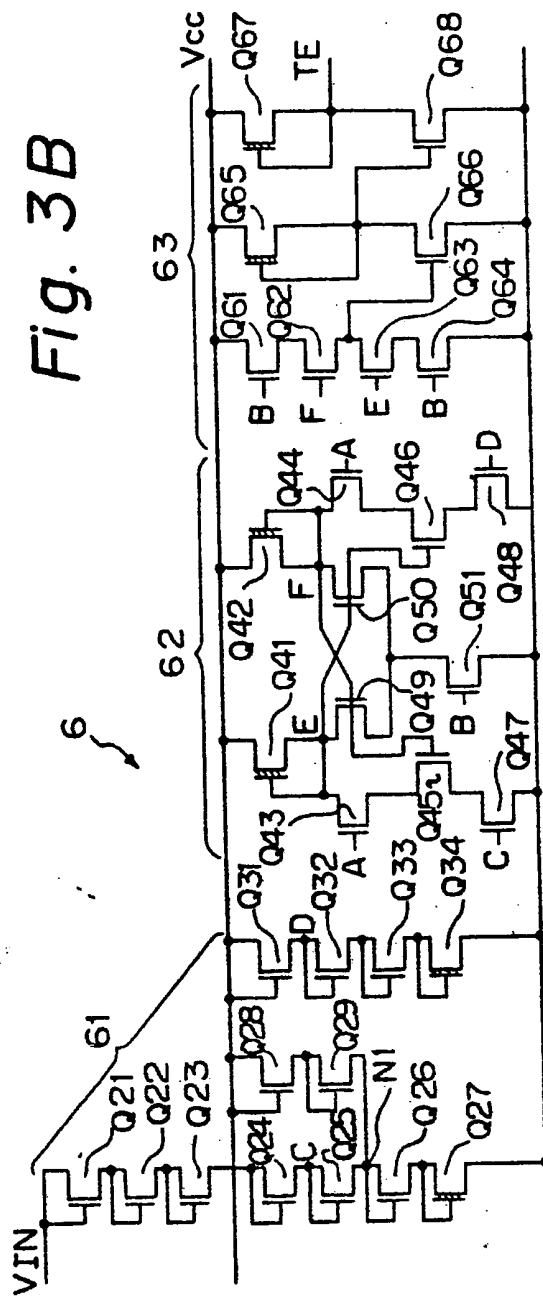 Fig. 3B
6
61
62
63
VIN
Vcc
TE
Q21
Q22
Q23
Q24
C
Q25
N1
Q26
Q27
Q28
Q29
Q31
D
Q32
Q33
Q34
Q41
Q42
E
F
Q43
A
Q44
A
Q45
Q46
Q49
Q50
C
Q47
B
Q51
Q48
D
Q61
B
Q62
F
Q63
E
Q64
B
Q65
Q66
Q67
Q68